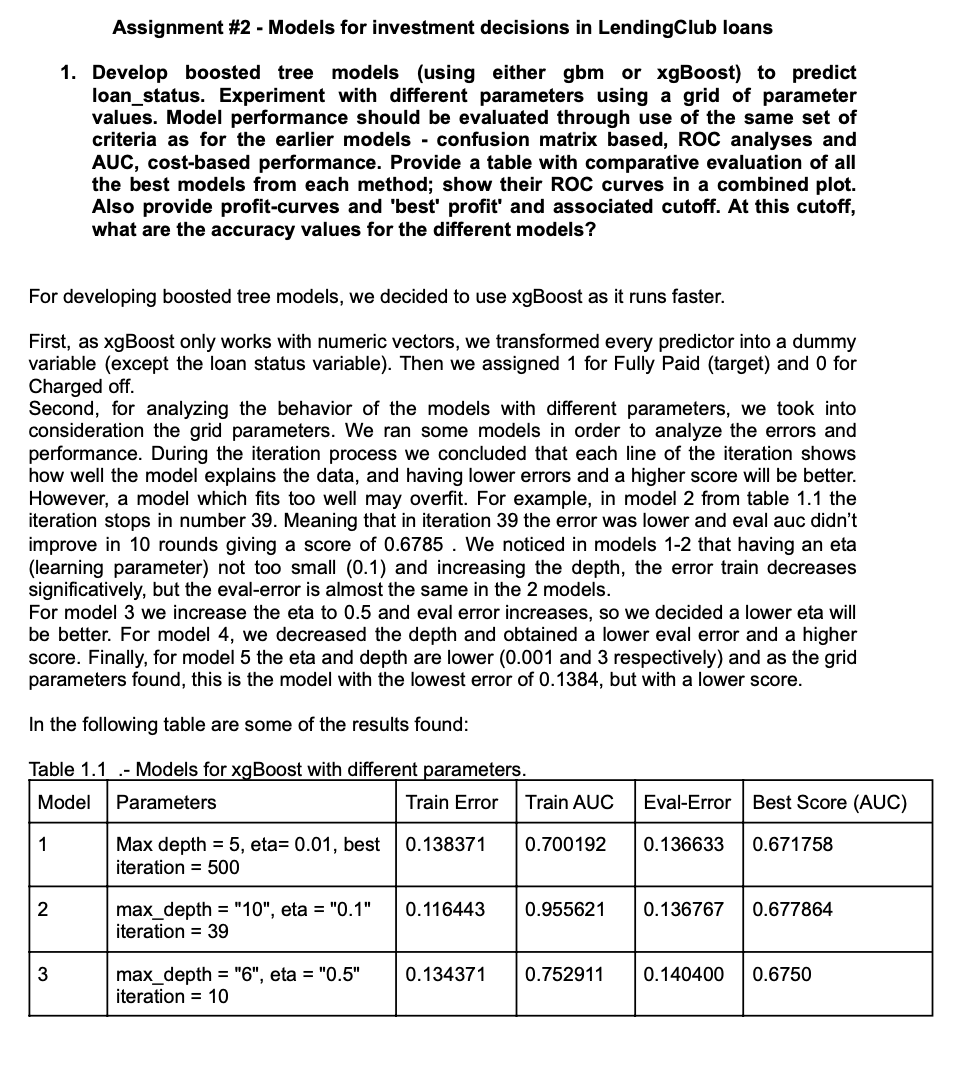 Assignment #2 - Models for investment decisions in LendingClub loans
1. Develop boosted tree models (using either gbm or xgBoost) to predict
loan_status. Experiment with different parameters using a grid of parameter
values. Model performance should be evaluated through use of the same set of
criteria as for the earlier models - confusion matrix based, ROC analyses and
AUC, cost-based performance. Provide a table with comparative evaluation of all
the best models from each method; show their ROC curves in a combined plot.
Also provide profit-curves and 'best' profit' and associated cutoff. At this cutoff,
what are the accuracy values for the different models?
For developing boosted tree models, we decided to use xgBoost as it runs faster.
First, as xgBoost only works with numeric vectors, we transformed every predictor into a dummy
variable (except the loan status variable). Then we assigned 1 for Fully Paid (target) and 0 for
Charged off.
Second, for analyzing the behavior of the models with different parameters, we took into
consideration the grid parameters. We ran some models in order to analyze the errors and
performance. During the iteration process we concluded that each line of the iteration shows
how well the model explains the data, and having lower errors and a higher score will be better.
However, a model which fits too well may overfit. For example, in model 2 from table 1.1 the
iteration stops in number 39. Meaning that in iteration 39 the error was lower and eval auc didn't
improve in 10 rounds giving a score of 0.6785 . We noticed in models 1-2 that having an eta
(learning parameter) not too small (0.1) and increasing the depth, the error train decreases
significatively, but the eval-error is almost the same in the 2 models.
For model 3 we increase the eta to 0.5 and eval error increases, so we decided a lower eta will
be better. For model 4, we decreased the depth and obtained a lower eval error and a higher
score. Finally, for model 5 the eta and depth are lower (0.001 and 3 respectively) and as the grid
parameters found, this is the model with the lowest error of 0.1384, but with a lower score.
In the following table are some of the results found:
Table 1.1 .- Models for xgBoost with different parameters.
Model Parameters Train Error Train AUC Eval-Error Best Score (AUC)
1 Max depth = 5, eta= 0.01, best 0.138371 0.700192 0.136633 0.671758
iteration = 500
2 max_depth = "10", eta = "0.1" 0.116443 0.955621 0.136767 0.677864
iteration = 39
3 max_depth = "6", eta = "0.5" 0.134371 0.752911 0.140400 0.6750
iteration = 10